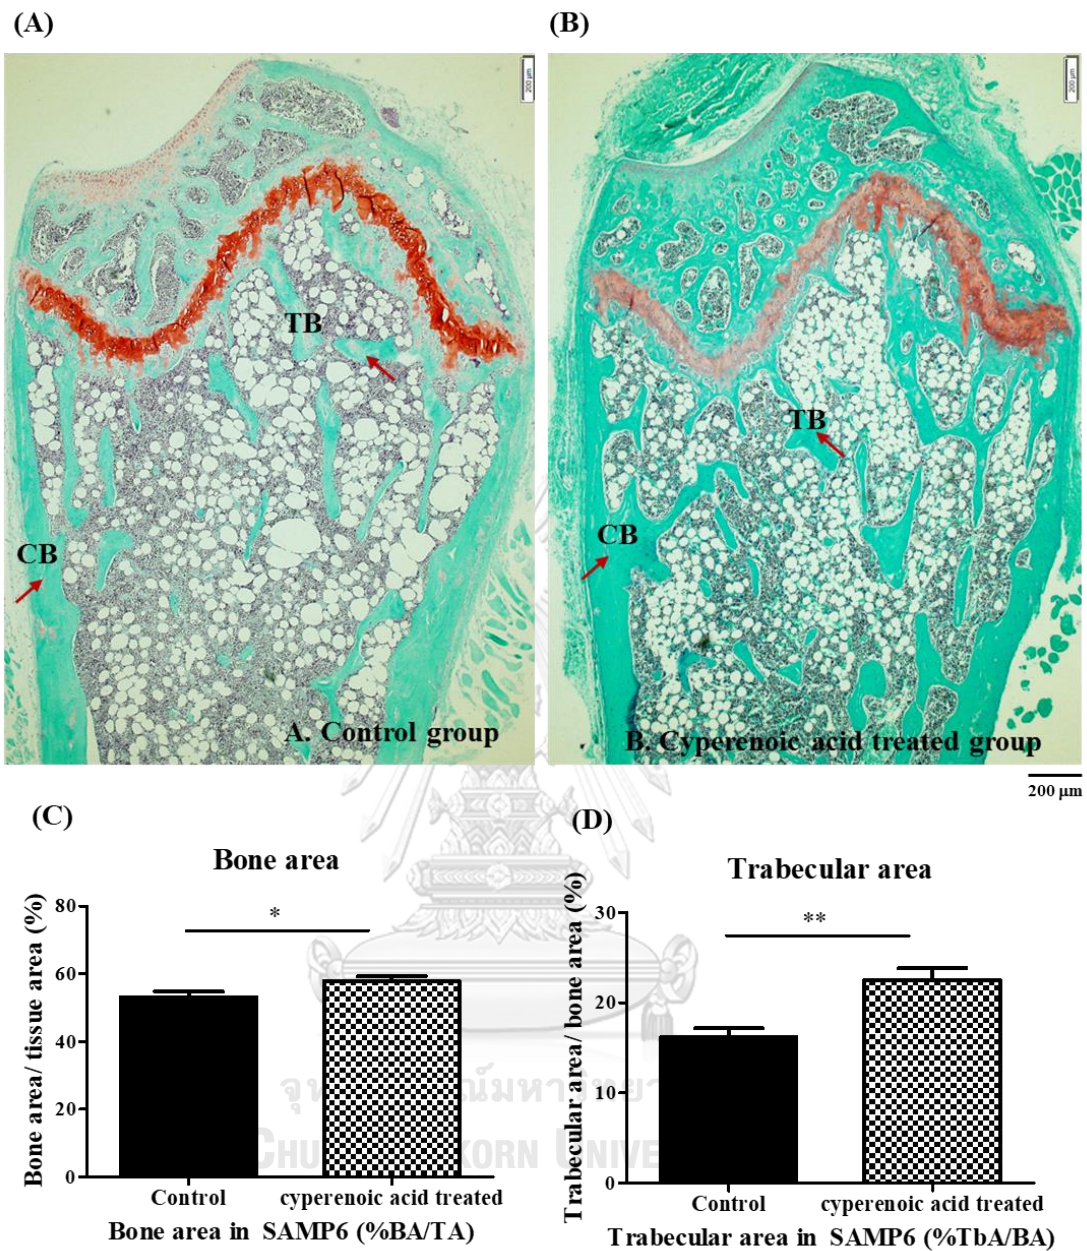 (A)
(B)
200 µm
200 µm
TB
TB
CB
CB
A. Control group
B. Cyperenoic acid treated group
200 µm
(C)
(D)
Bone area
Trabecular area
Bone area/ tissue area (%)
80
60
40
20
0
*
Control
cyperenoic acid treated
Bone area in SAMP6 (%BA/TA)
Trabecular area/ bone area (%)
30
20
10
0
**
Control
cyperenoic acid treated
Trabecular area in SAMP6 (%TbA/BA)